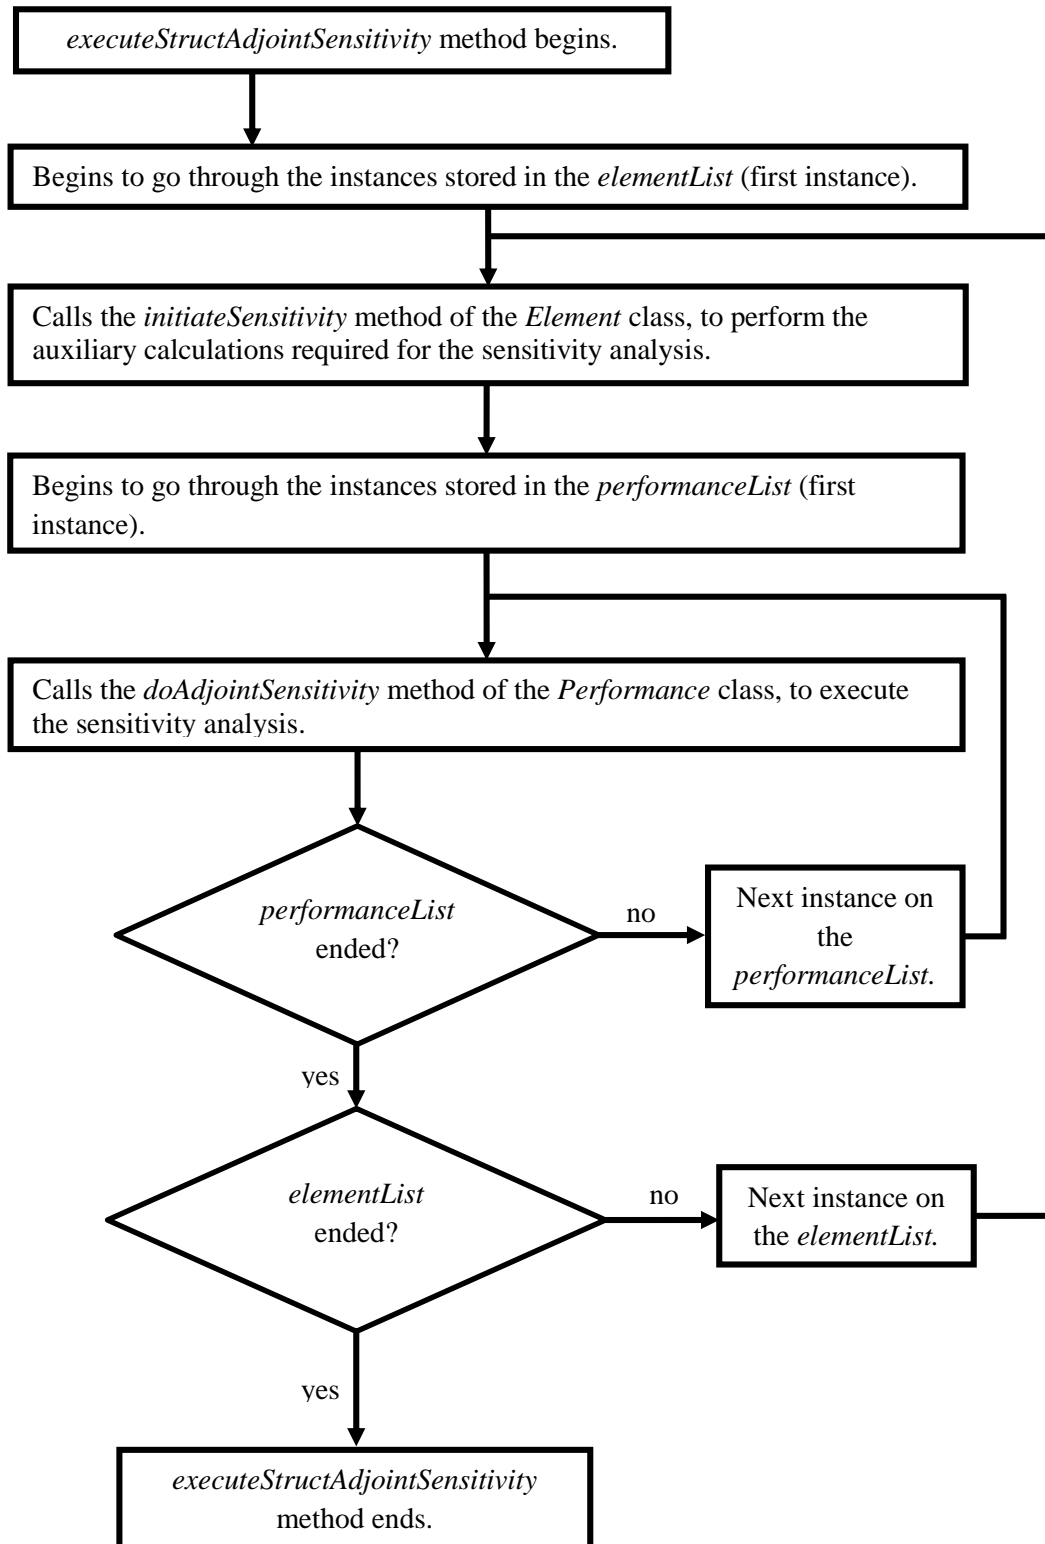 executeStructAdjointSensitivity method begins.
Begins to go through the instances stored in the elementList (first instance).
Calls the initiateSensitivity method of the Element class, to perform the
auxiliary calculations required for the sensitivity analysis.
Begins to go through the instances stored in the performanceList (first
instance).
Calls the doAdjointSensitivity method of the Performance class, to execute
the sensitivity analysis.
performanceList
ended?
no
Next instance on
the
performanceList.
yes
elementList
ended?
no
Next instance on
the elementList.
yes
executeStructAdjointSensitivity
method ends.